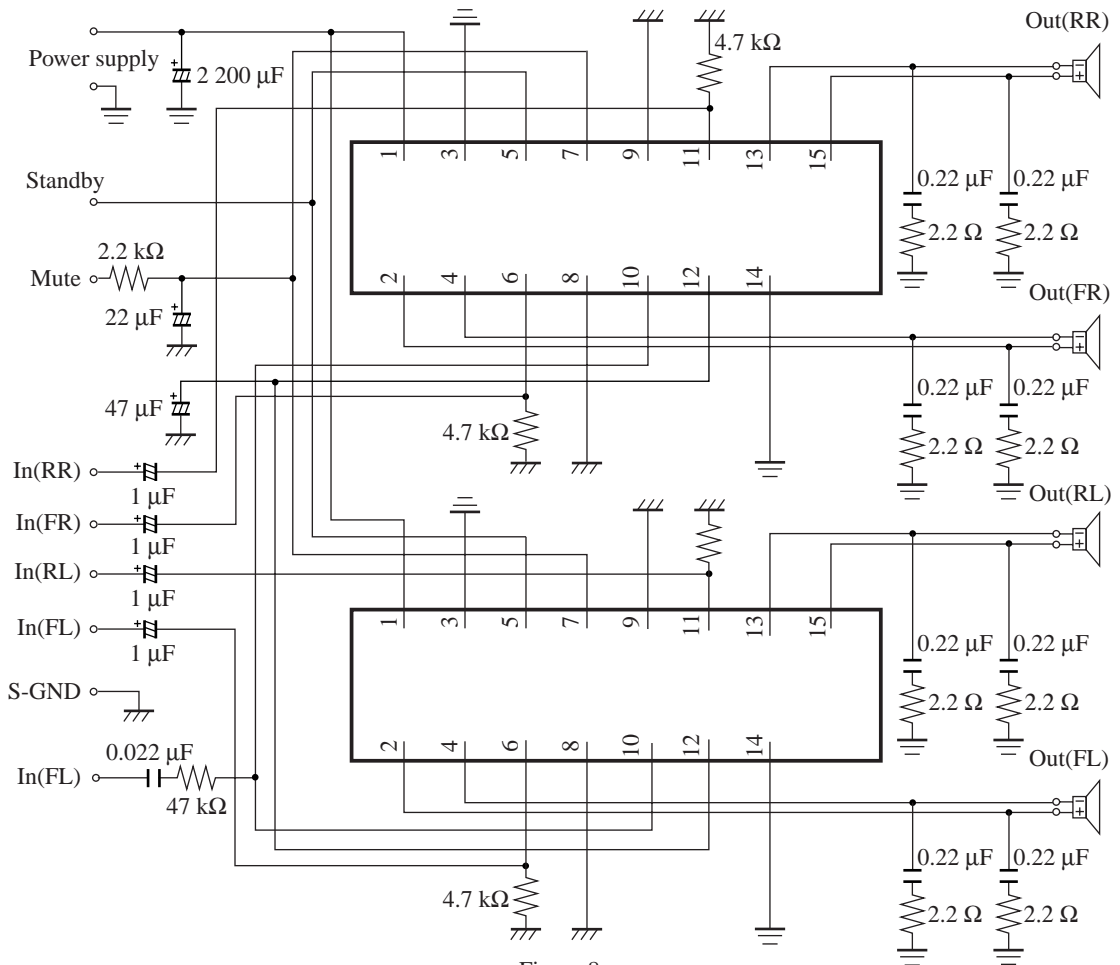 Out(RR)
4.7 kΩ
Power supply
2 200 µF
1 3 5 7 9 11 13 15
Standby
0.22 µF 0.22 µF
2.2 Ω 2.2 Ω
2.2 kΩ
Mute
2 4 6 8 10 12 14
Out(FR)
22 µF
47 µF
0.22 µF 0.22 µF
4.7 kΩ
2.2 Ω 2.2 Ω
In(RR)
1 µF
Out(RL)
In(FR)
1 µF
In(RL)
1 µF
In(FL)
1 µF
1 3 5 7 9 11 13 15
0.22 µF 0.22 µF
S-GND
2.2 Ω 2.2 Ω
2 4 6 8 10 12 14
0.022 µF
Out(FL)
In(FL)
47 kΩ
0.22 µF 0.22 µF
4.7 kΩ
2.2 Ω 2.2 Ω